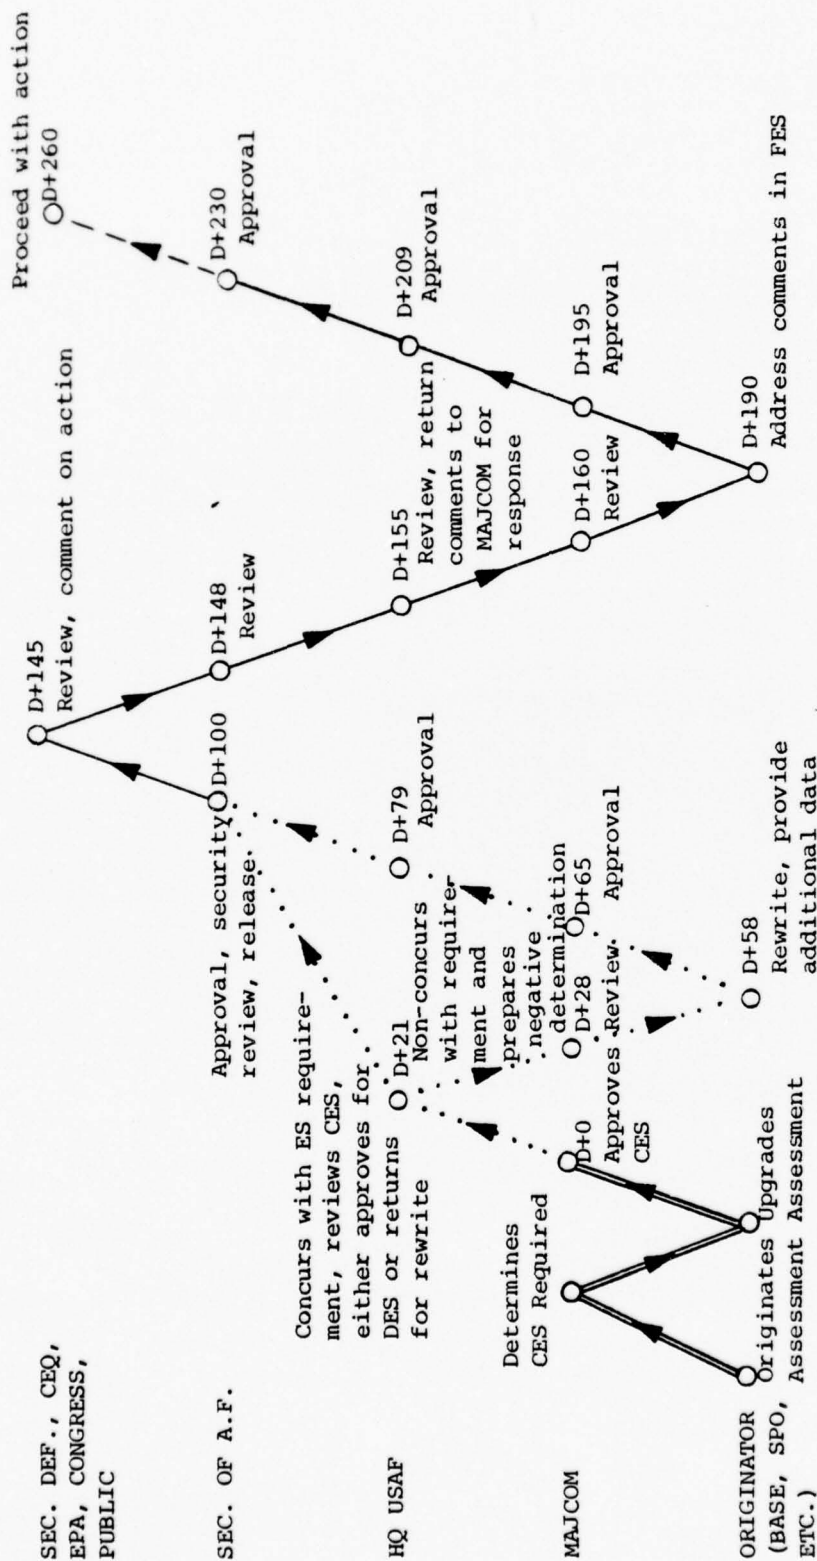 SEC. DEF., CEQ,
EPA, CONGRESS,
PUBLIC
D+145
Review, comment on action
Proceed with action
D+260
SEC. OF A.F.
Approval, security
review, release
D+100
D+148
Review
D+230
Approval
HQ USAF
Concurs with ES require-
ment, reviews CES,
either approves for
DES or returns
for rewrite
D+21
Non-concurs
with require-
ment and
prepares
negative
determination
D+79
Approval
D+155
Review, return
comments to
MAJCOM for
response
D+209
Approval
MAJCOM
Determines
CES Required
D+0
Approves
CES
D+28
Review
D+65
Approval
D+160
Review
D+195
Approval
ORIGINATOR
(BASE, SPO,
ETC.)
Originates
Assessment
Upgrades
Assessment
D+58
Rewrite, provide
additional data
D+190
Address comments in FES